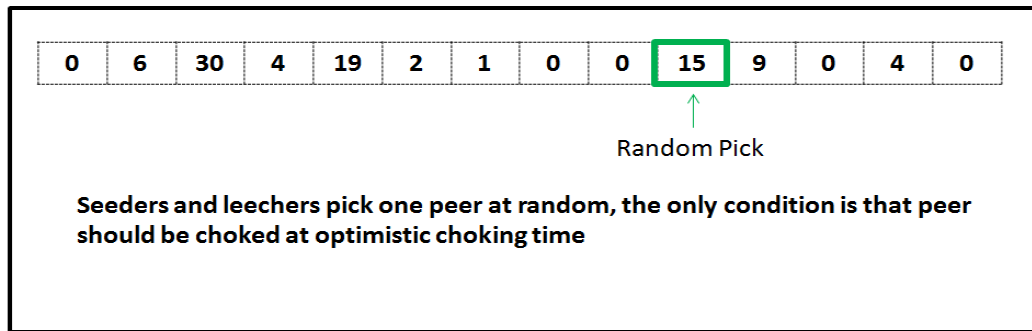 0 6 30 4 19 2 1 0 0 15 9 0 4 0
Random Pick
Seeders and leechers pick one peer at random, the only condition is that peer
should be choked at optimistic choking time